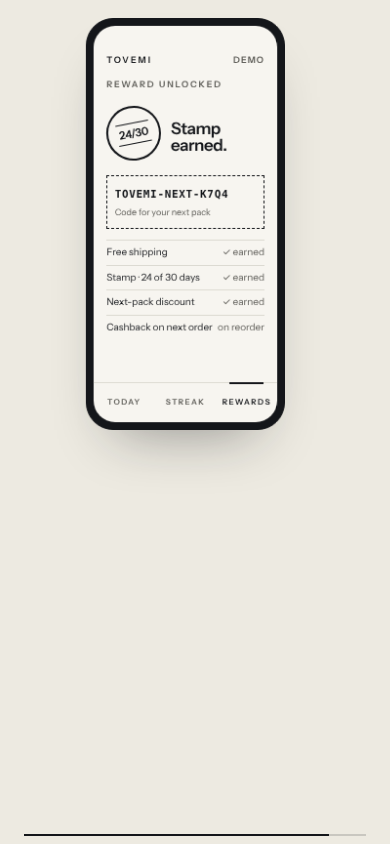 TOVEMI DEMO
REWARD UNLOCKED
24/30
Stamp
earned.
TOVEMI-NEXT-K7Q4
Code for your next pack
Free shipping ✓ earned
Stamp · 24 of 30 days ✓ earned
Next-pack discount ✓ earned
Cashback on next order on reorder
TODAY STREAK REWARDS